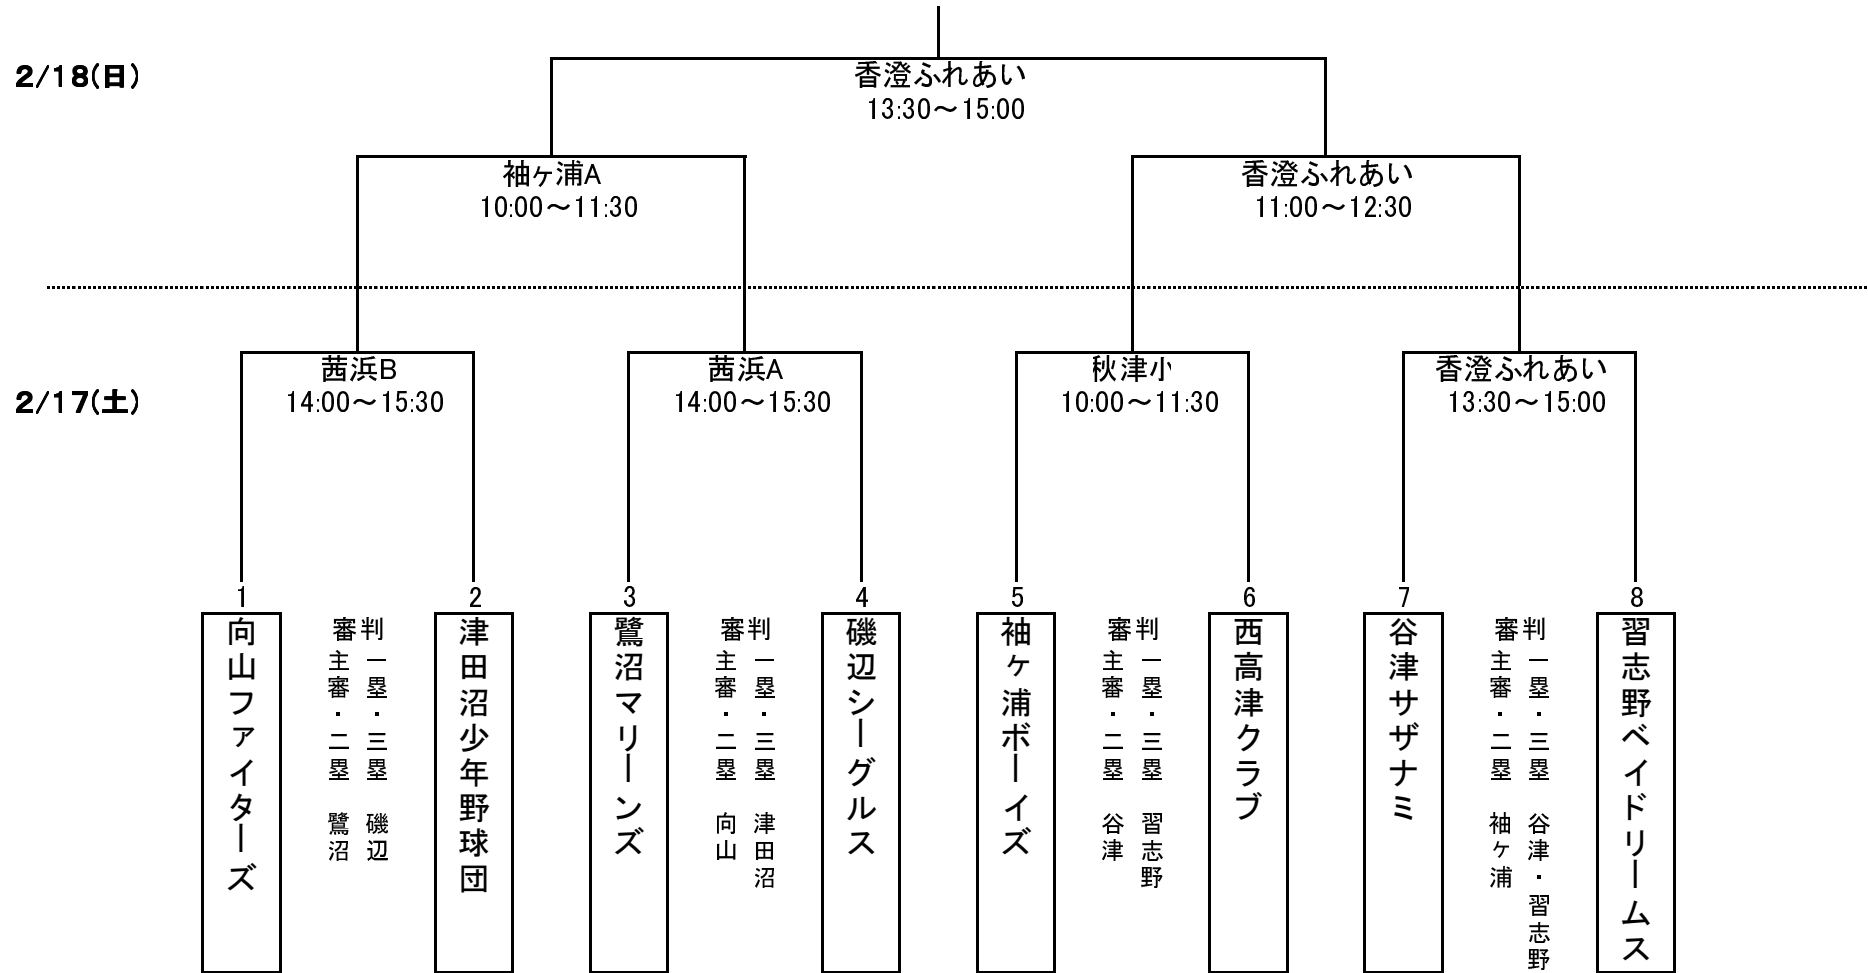 2/18(日)
香澄ふれあい
13:30～15:00
袖ヶ浦A
10:00～11:30
香澄ふれあい
11:00～12:30
2/17(土)
茜浜B
14:00～15:30
茜浜A
14:00～15:30
秋津小
10:00～11:30
香澄ふれあい
13:30～15:00
1
2
3
4
5
6
7
8
向山ファイターズ
審判
一塁・三塁 磯辺
主審・二塁 鷺沼
津田沼少年野球団
鷺沼マリーンズ
審判
一塁・三塁 津田沼
主審・二塁 向山
磯辺シーグルス
袖ヶ浦ボーイズ
審判
一塁・三塁 習志野
主審・二塁 谷津
西高津クラブ
谷津サザナミ
審判
一塁・三塁 谷津・習志野
主審・二塁 袖ヶ浦
習志野ベイドリームス